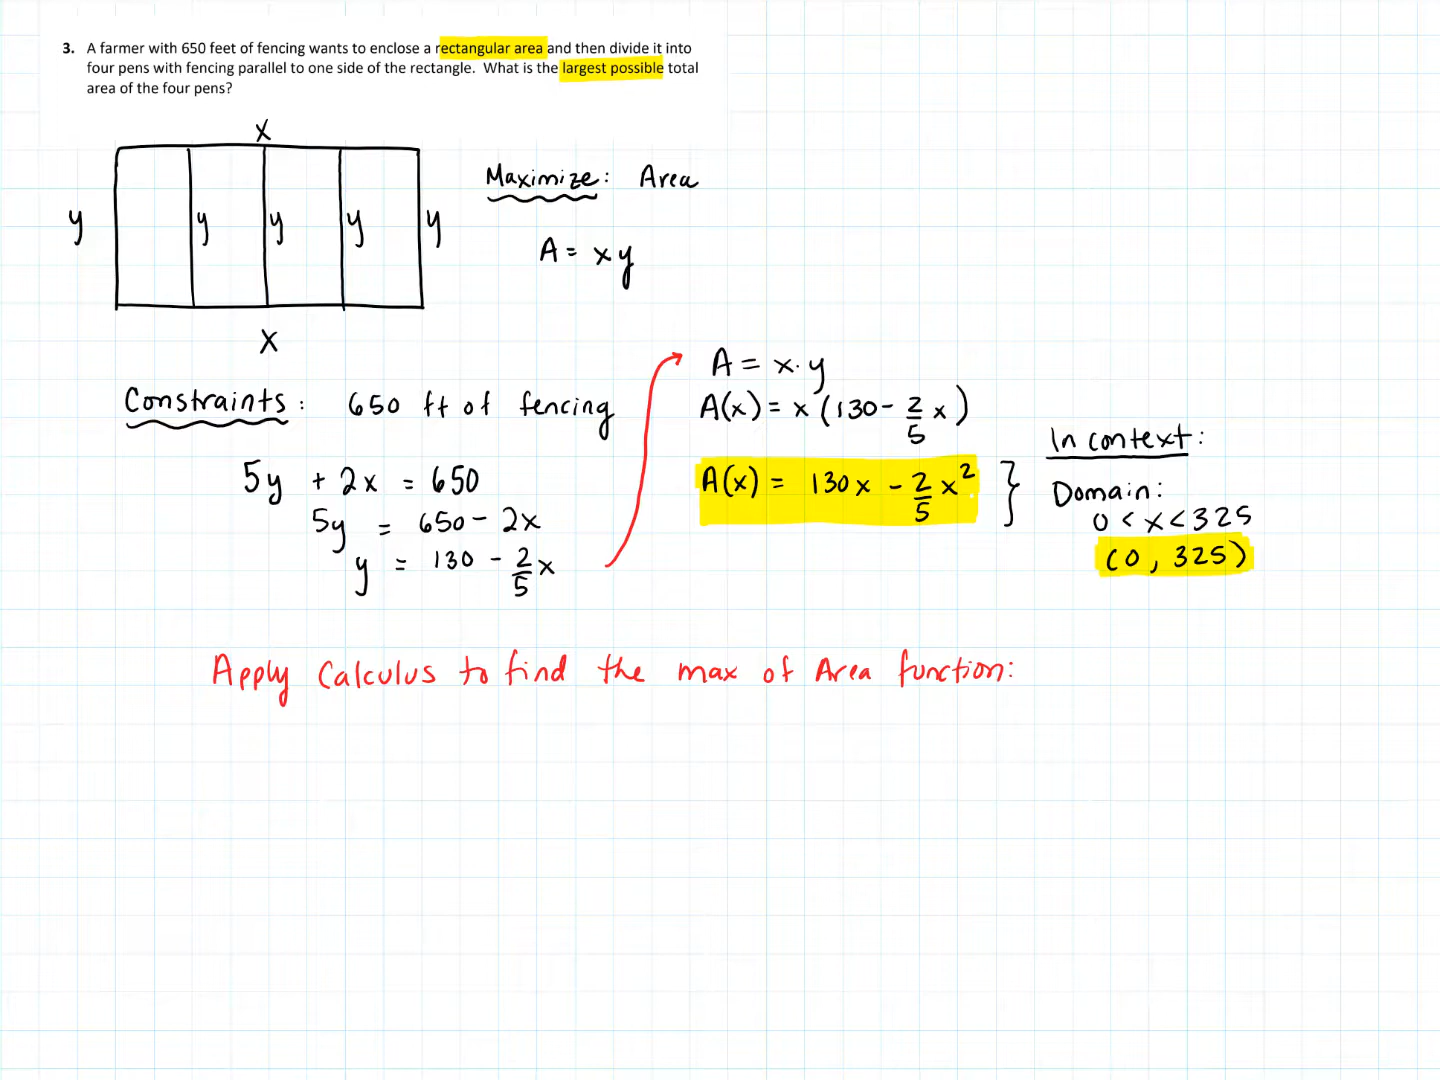 3. A farmer with 650 feet of fencing wants to enclose a rectangular area and then divide it into
four pens with fencing parallel to one side of the rectangle. What is the largest possible total
area of the four pens?
x
y y y y y
x
Maximize: Area
A = xy
Constraints: 650 ft of fencing
5y + 2x = 650
5y = 650 - 2x
y = 130 - 2/5 x
A = x·y
A(x) = x(130 - 2/5 x)
A(x) = 130x - 2/5 x²
In context:
Domain:
0 < x < 325
(0, 325)
Apply Calculus to find the max of Area function: